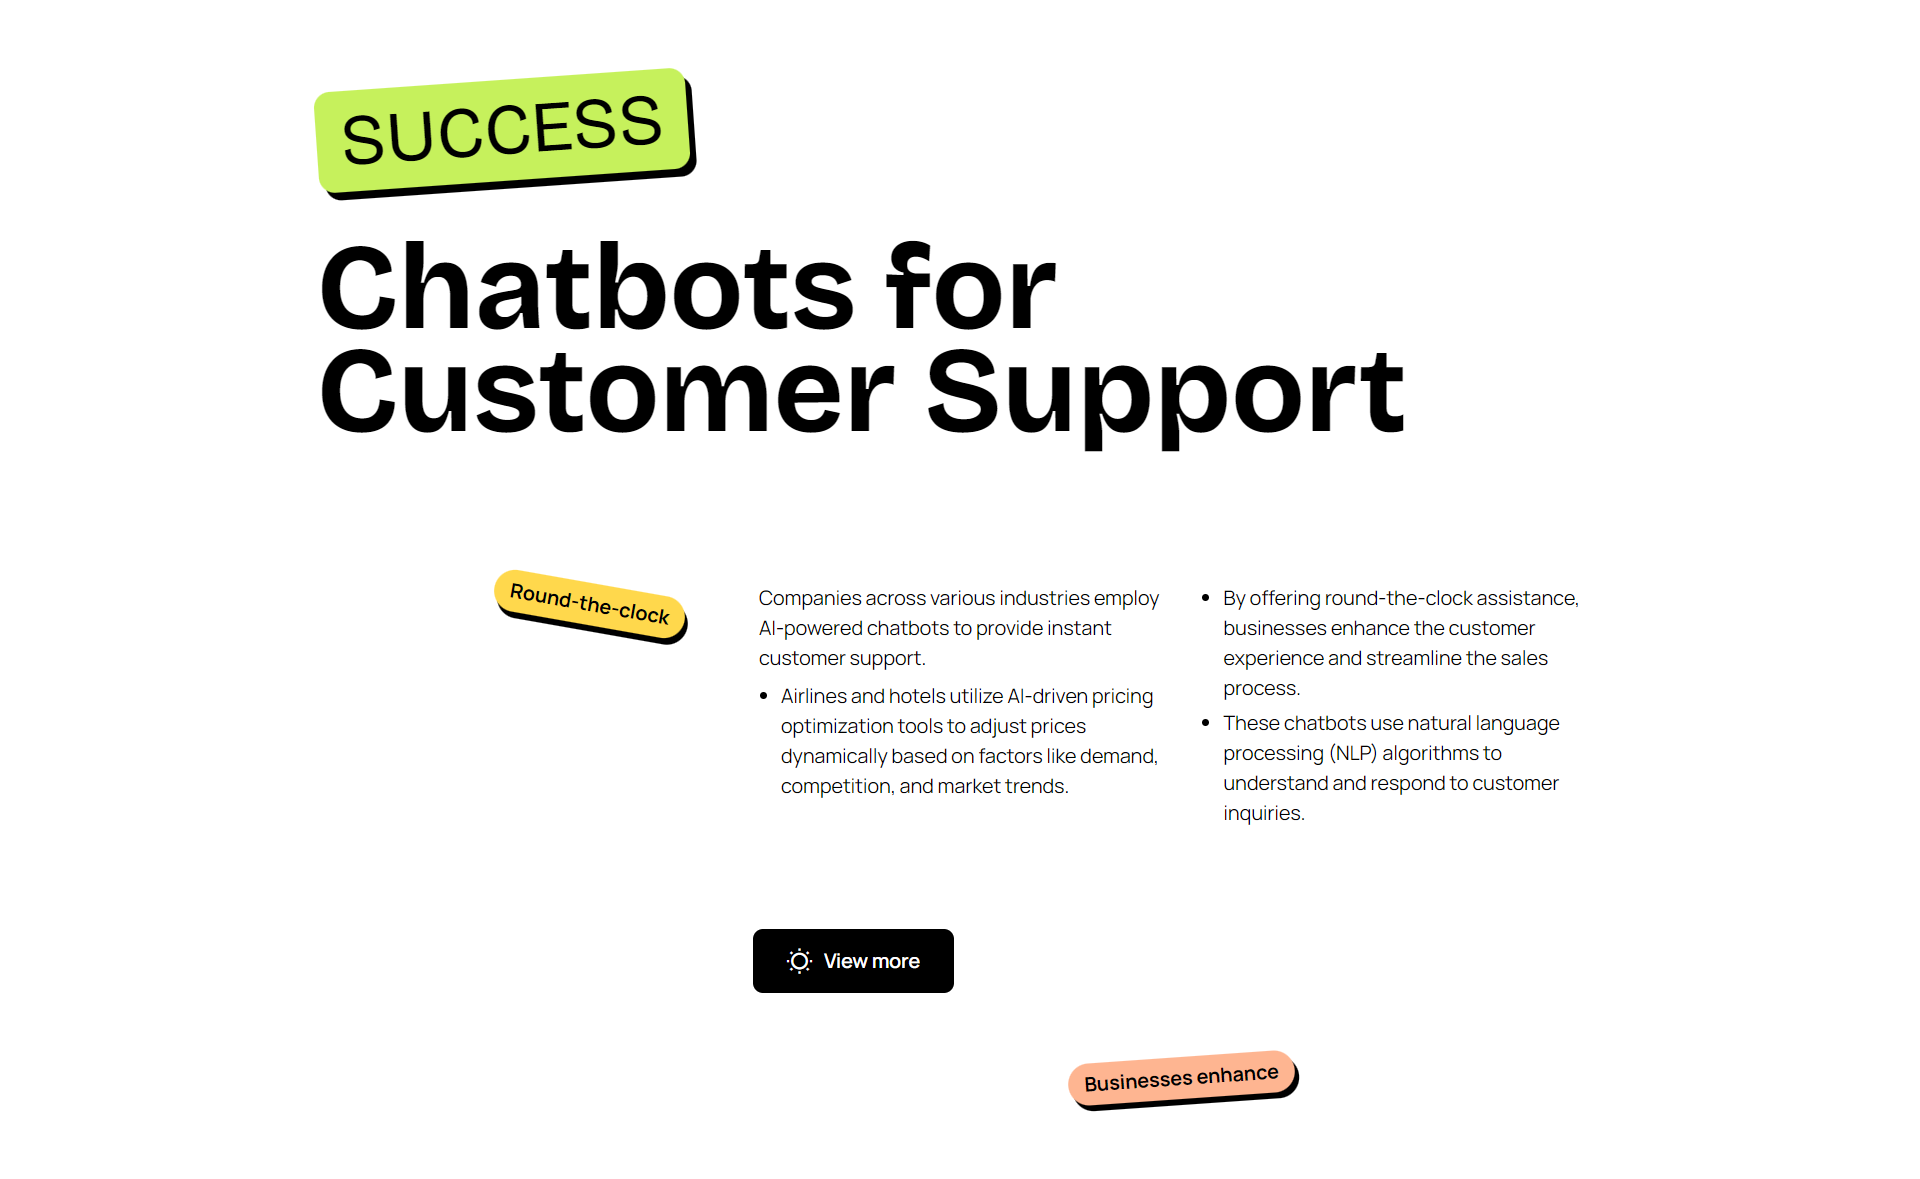 SUCCESS
Chatbots for
Customer Support
Round-the-clock
Companies across various industries employ
AI-powered chatbots to provide instant
customer support.
• Airlines and hotels utilize AI-driven pricing
optimization tools to adjust prices
dynamically based on factors like demand,
competition, and market trends.
• By offering round-the-clock assistance,
businesses enhance the customer
experience and streamline the sales
process.
• These chatbots use natural language
processing (NLP) algorithms to
understand and respond to customer
inquiries.
View more
Businesses enhance